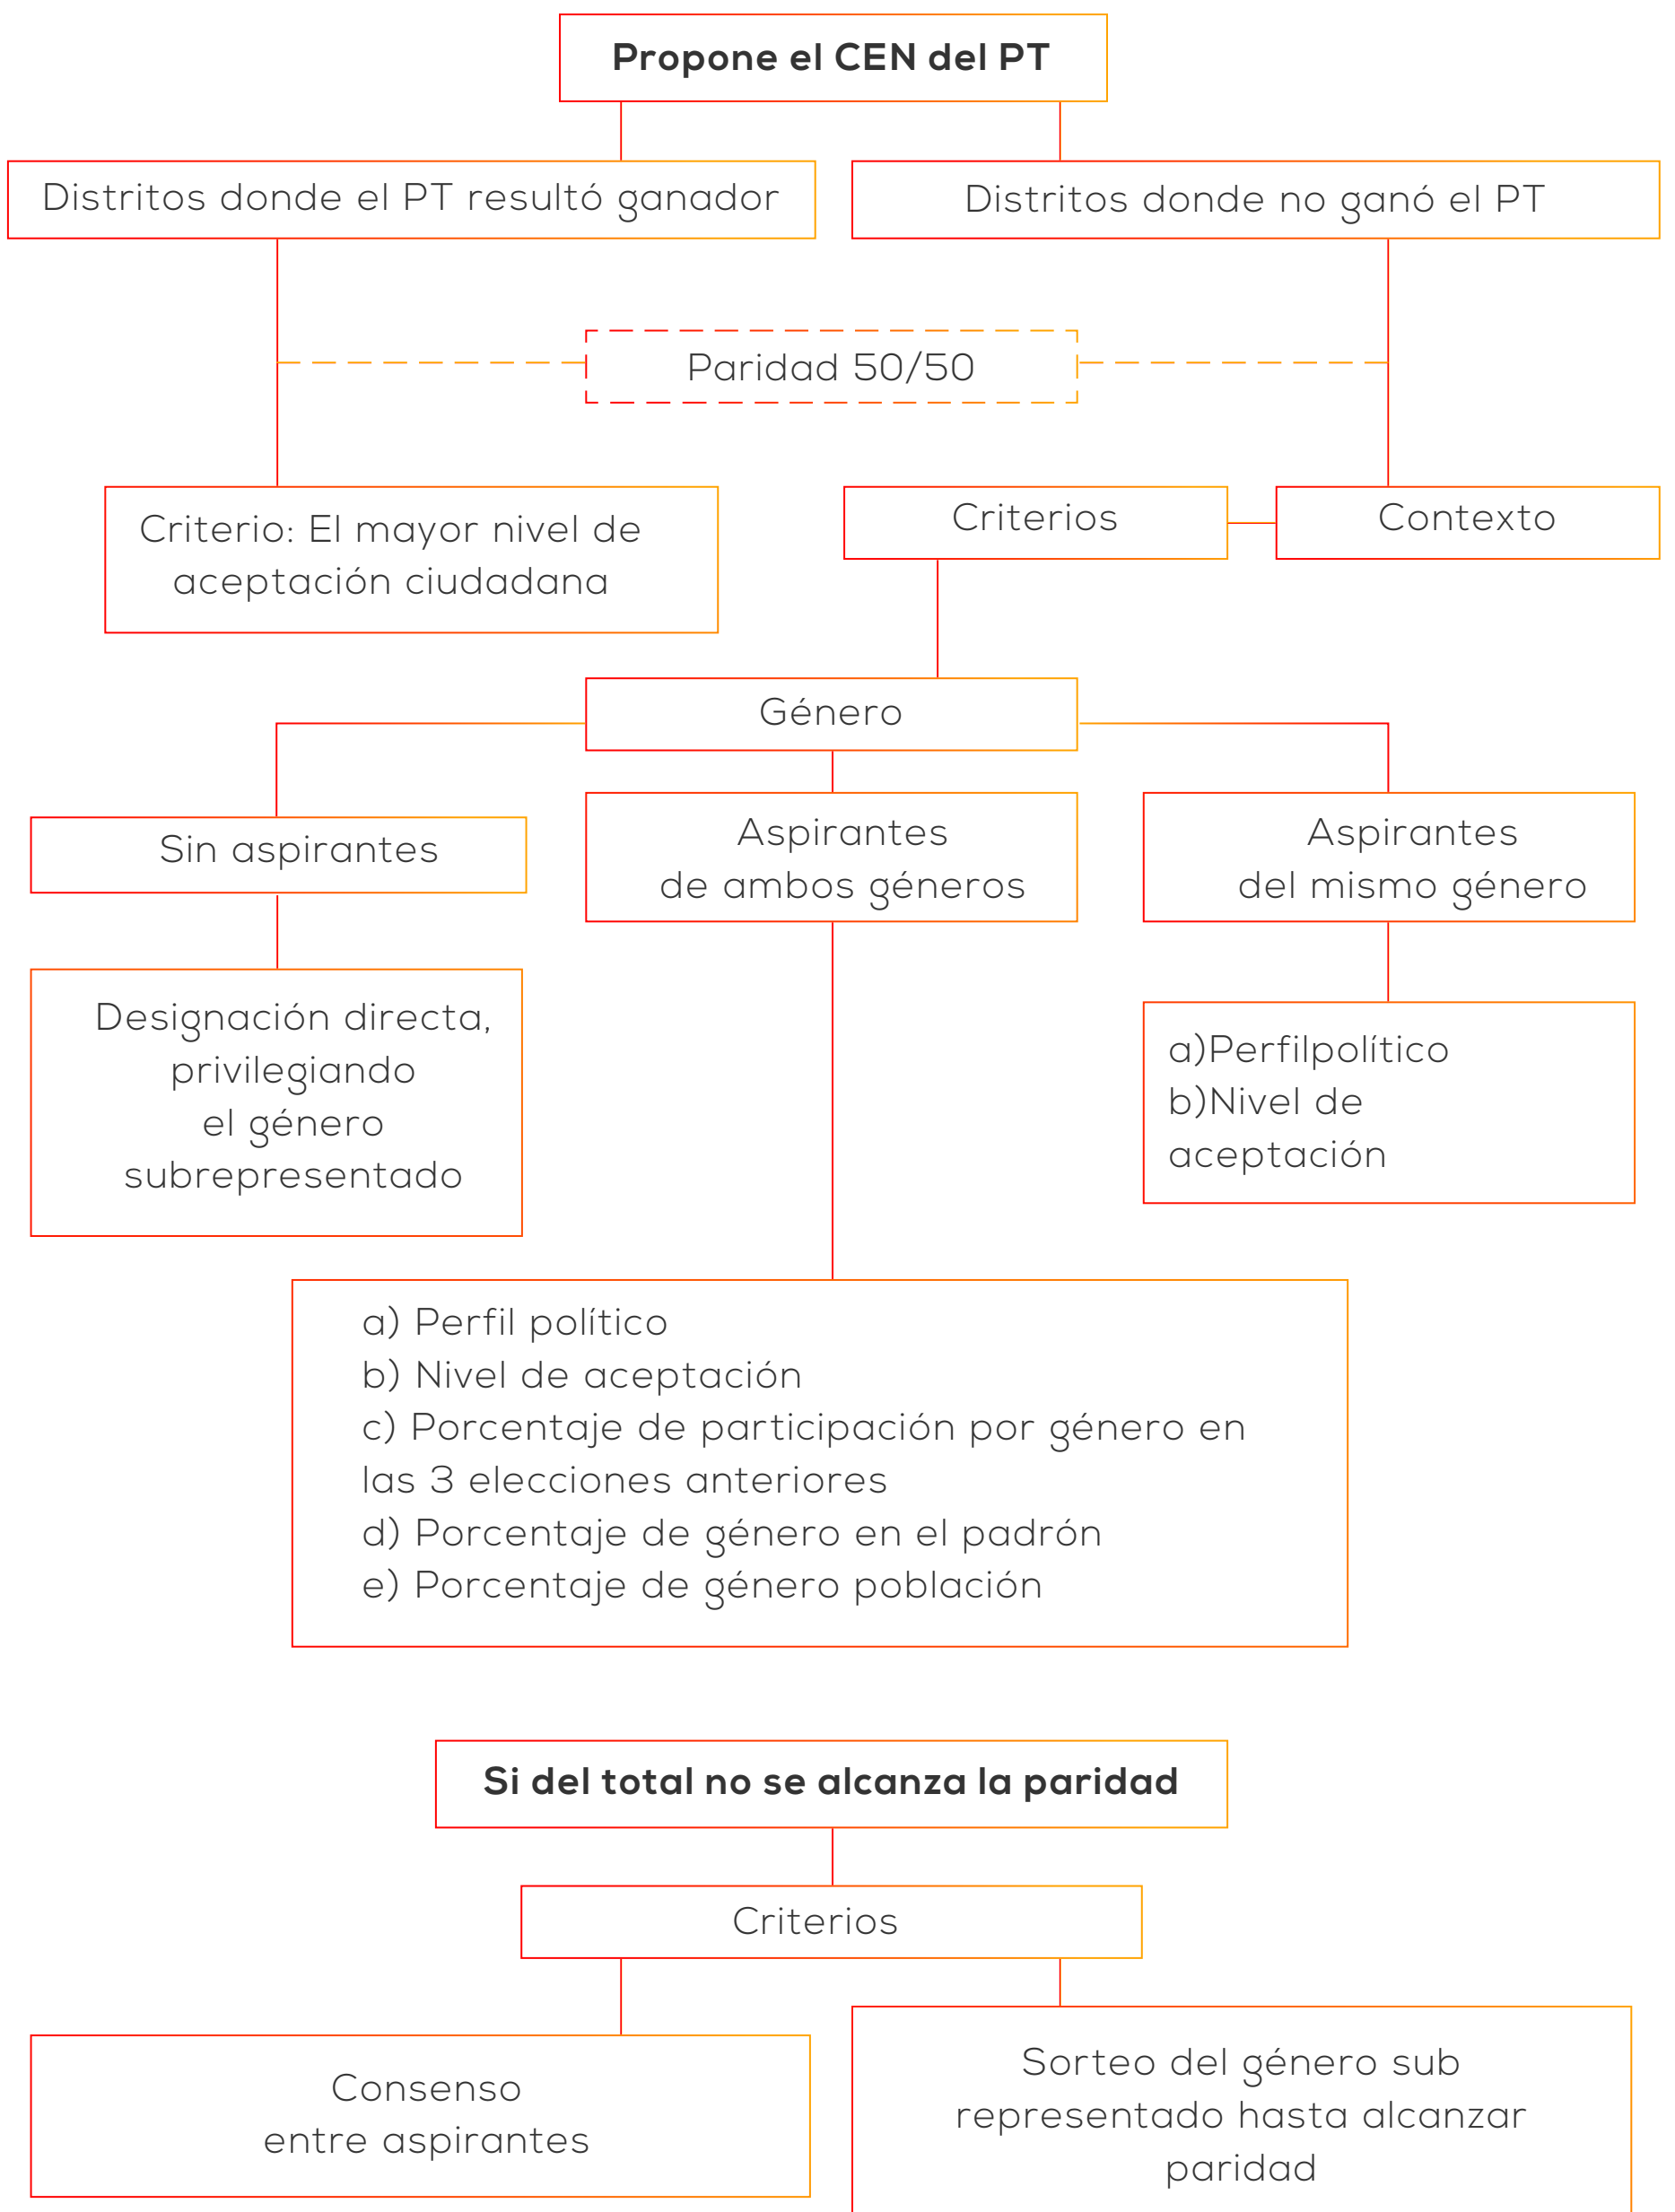 Propone el CEN del PT
Distritos donde el PT resultó ganador
Distritos donde no ganó el PT
Paridad 50/50
Criterio: El mayor nivel de
aceptación ciudadana
Criterios
Contexto
Género
Sin aspirantes
Aspirantes
de ambos géneros
Aspirantes
del mismo género
Designación directa,
privilegiando
el género
subrepresentado
a)Perfilpolítico
b)Nivel de
aceptación
a) Perfil político
b) Nivel de aceptación
c) Porcentaje de participación por género en
las 3 elecciones anteriores
d) Porcentaje de género en el padrón
e) Porcentaje de género población
Si del total no se alcanza la paridad
Criterios
Consenso
entre aspirantes
Sorteo del género sub
representado hasta alcanzar
paridad